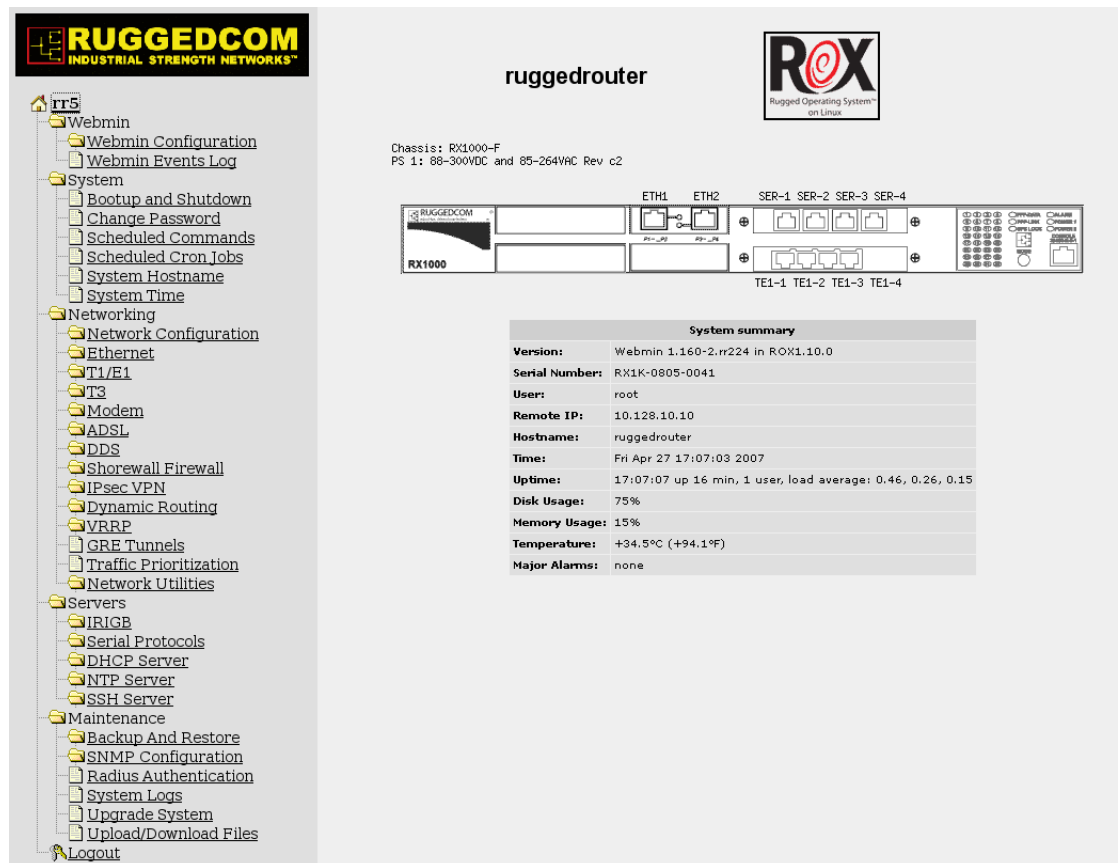 RUGGEDCOM
INDUSTRIAL STRENGTH NETWORKS™
rr5
Webmin
Webmin Configuration
Webmin Events Log
System
Bootup and Shutdown
Change Password
Scheduled Commands
Scheduled Cron Jobs
System Hostname
System Time
Networking
Network Configuration
Ethernet
T1/E1
T3
Modem
ADSL
DDS
Shorewall Firewall
IPsec VPN
Dynamic Routing
VRRP
GRE Tunnels
Traffic Prioritization
Network Utilities
Servers
IRIGB
Serial Protocols
DHCP Server
NTP Server
SSH Server
Maintenance
Backup And Restore
SNMP Configuration
Radius Authentication
System Logs
Upgrade System
Upload/Download Files
Logout
ruggedrouter
ROX
Rugged Operating System™
on Linux
Chassis: RX1000-F
PS 1: 88-300VDC and 85-264VAC Rev c2
ETH1 ETH2 SER-1 SER-2 SER-3 SER-4
RUGGEDCOM
RX1000
TE1-1 TE1-2 TE1-3 TE1-4
System summary
Version: Webmin 1.160-2.rr224 in ROX1.10.0
Serial Number: RX1K-0805-0041
User: root
Remote IP: 10.128.10.10
Hostname: ruggedrouter
Time: Fri Apr 27 17:07:03 2007
Uptime: 17:07:07 up 16 min, 1 user, load average: 0.46, 0.26, 0.15
Disk Usage: 75%
Memory Usage: 15%
Temperature: +34.5ºC (+94.1ºF)
Major Alarms: none